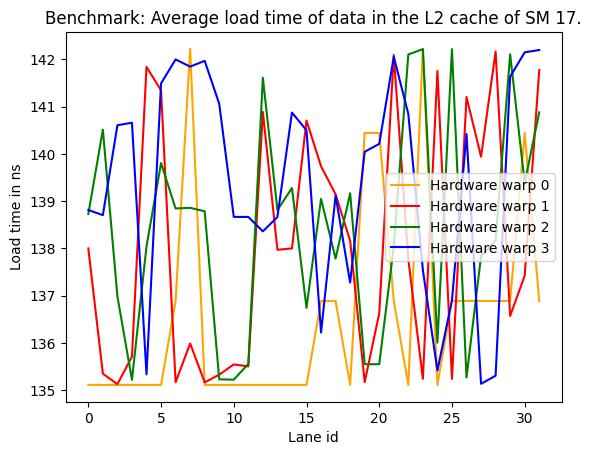 Benchmark: Average load time of data in the L2 cache of SM 17.
142
141
140
139
138
137
136
135
Load time in ns
Hardware warp 0
Hardware warp 1
Hardware warp 2
Hardware warp 3
0 5 10 15 20 25 30
Lane id